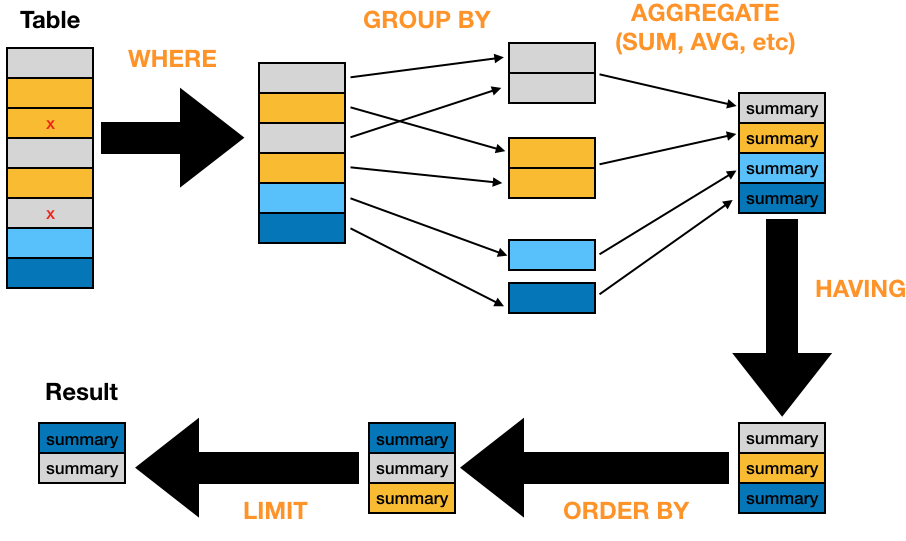 Table
WHERE
GROUP BY
AGGREGATE
(SUM, AVG, etc)
x
x
summary
summary
summary
summary
HAVING
Result
summary
summary
LIMIT
summary
summary
summary
ORDER BY
summary
summary
summary